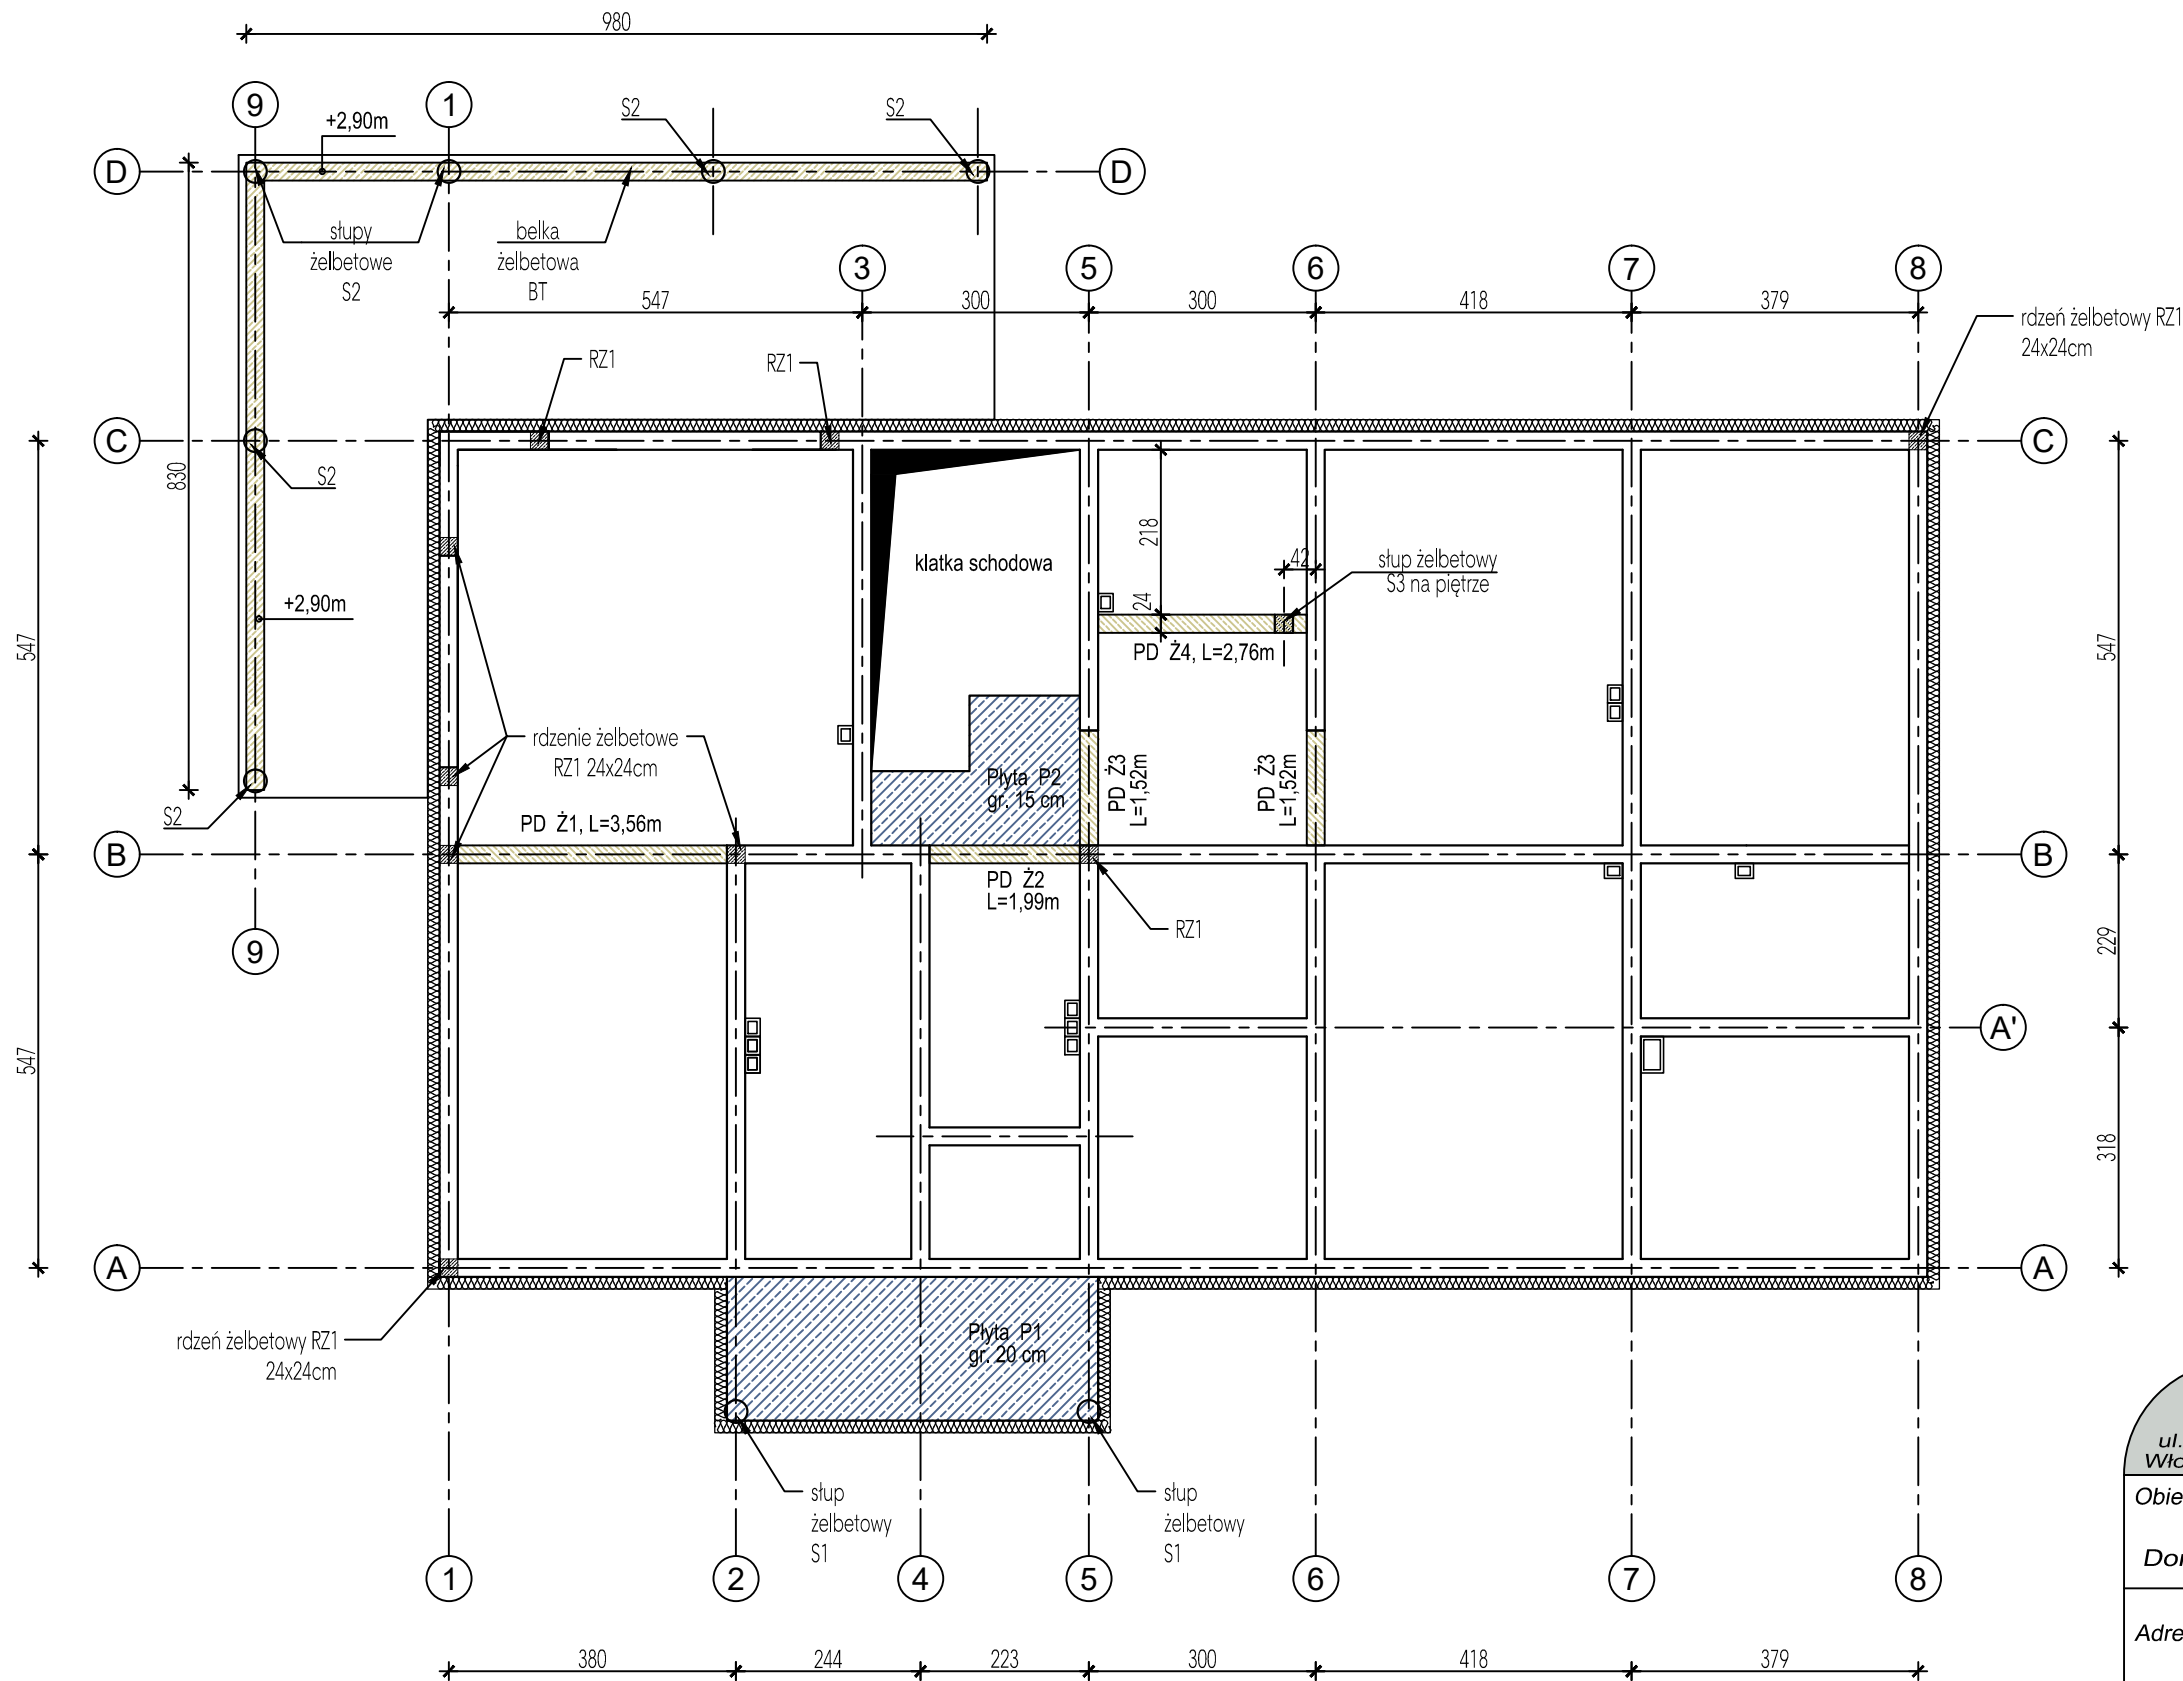 980
9
1
+2,90m
S2
S2
D
D
słupy
żelbetowe
S2
belka
żelbetowa
BT
3
5
6
7
8
547
300
300
418
379
rdzeń żelbetowy RZ1
24x24cm
RZ1
RZ1
C
C
830
S2
218
42
słup żelbetowy
S3 na piętrze
klatka schodowa
24
+2,90m
PD Ż4, L=2,76m
547
547
rdzenie żelbetowe
RZ1 24x24cm
Płyta P2
gr. 15 cm
PD Ż3
L=1,52m
PD Ż3
L=1,52m
S2
PD Ż1, L=3,56m
B
B
PD Ż2
L=1,99m
RZ1
9
229
A'
547
318
A
A
rdzeń żelbetowy RZ1
24x24cm
Płyta P1
gr. 20 cm
słup
żelbetowy
S1
słup
żelbetowy
S1
1
2
4
5
6
7
8
380
244
223
300
418
379
ul.
Wło
Obie
Dor
Adre